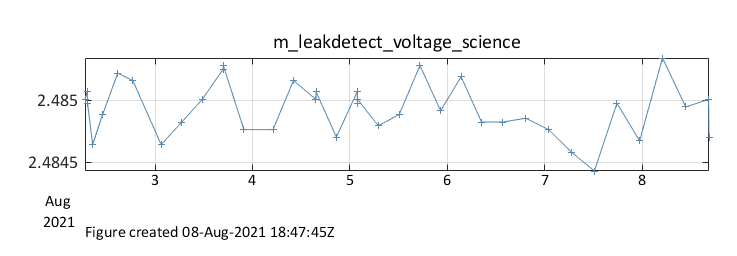 m_leakdetect_voltage_science
2.485
2.4845
3 4 5 6 7 8
Aug
2021
Figure created 08-Aug-2021 18:47:45Z